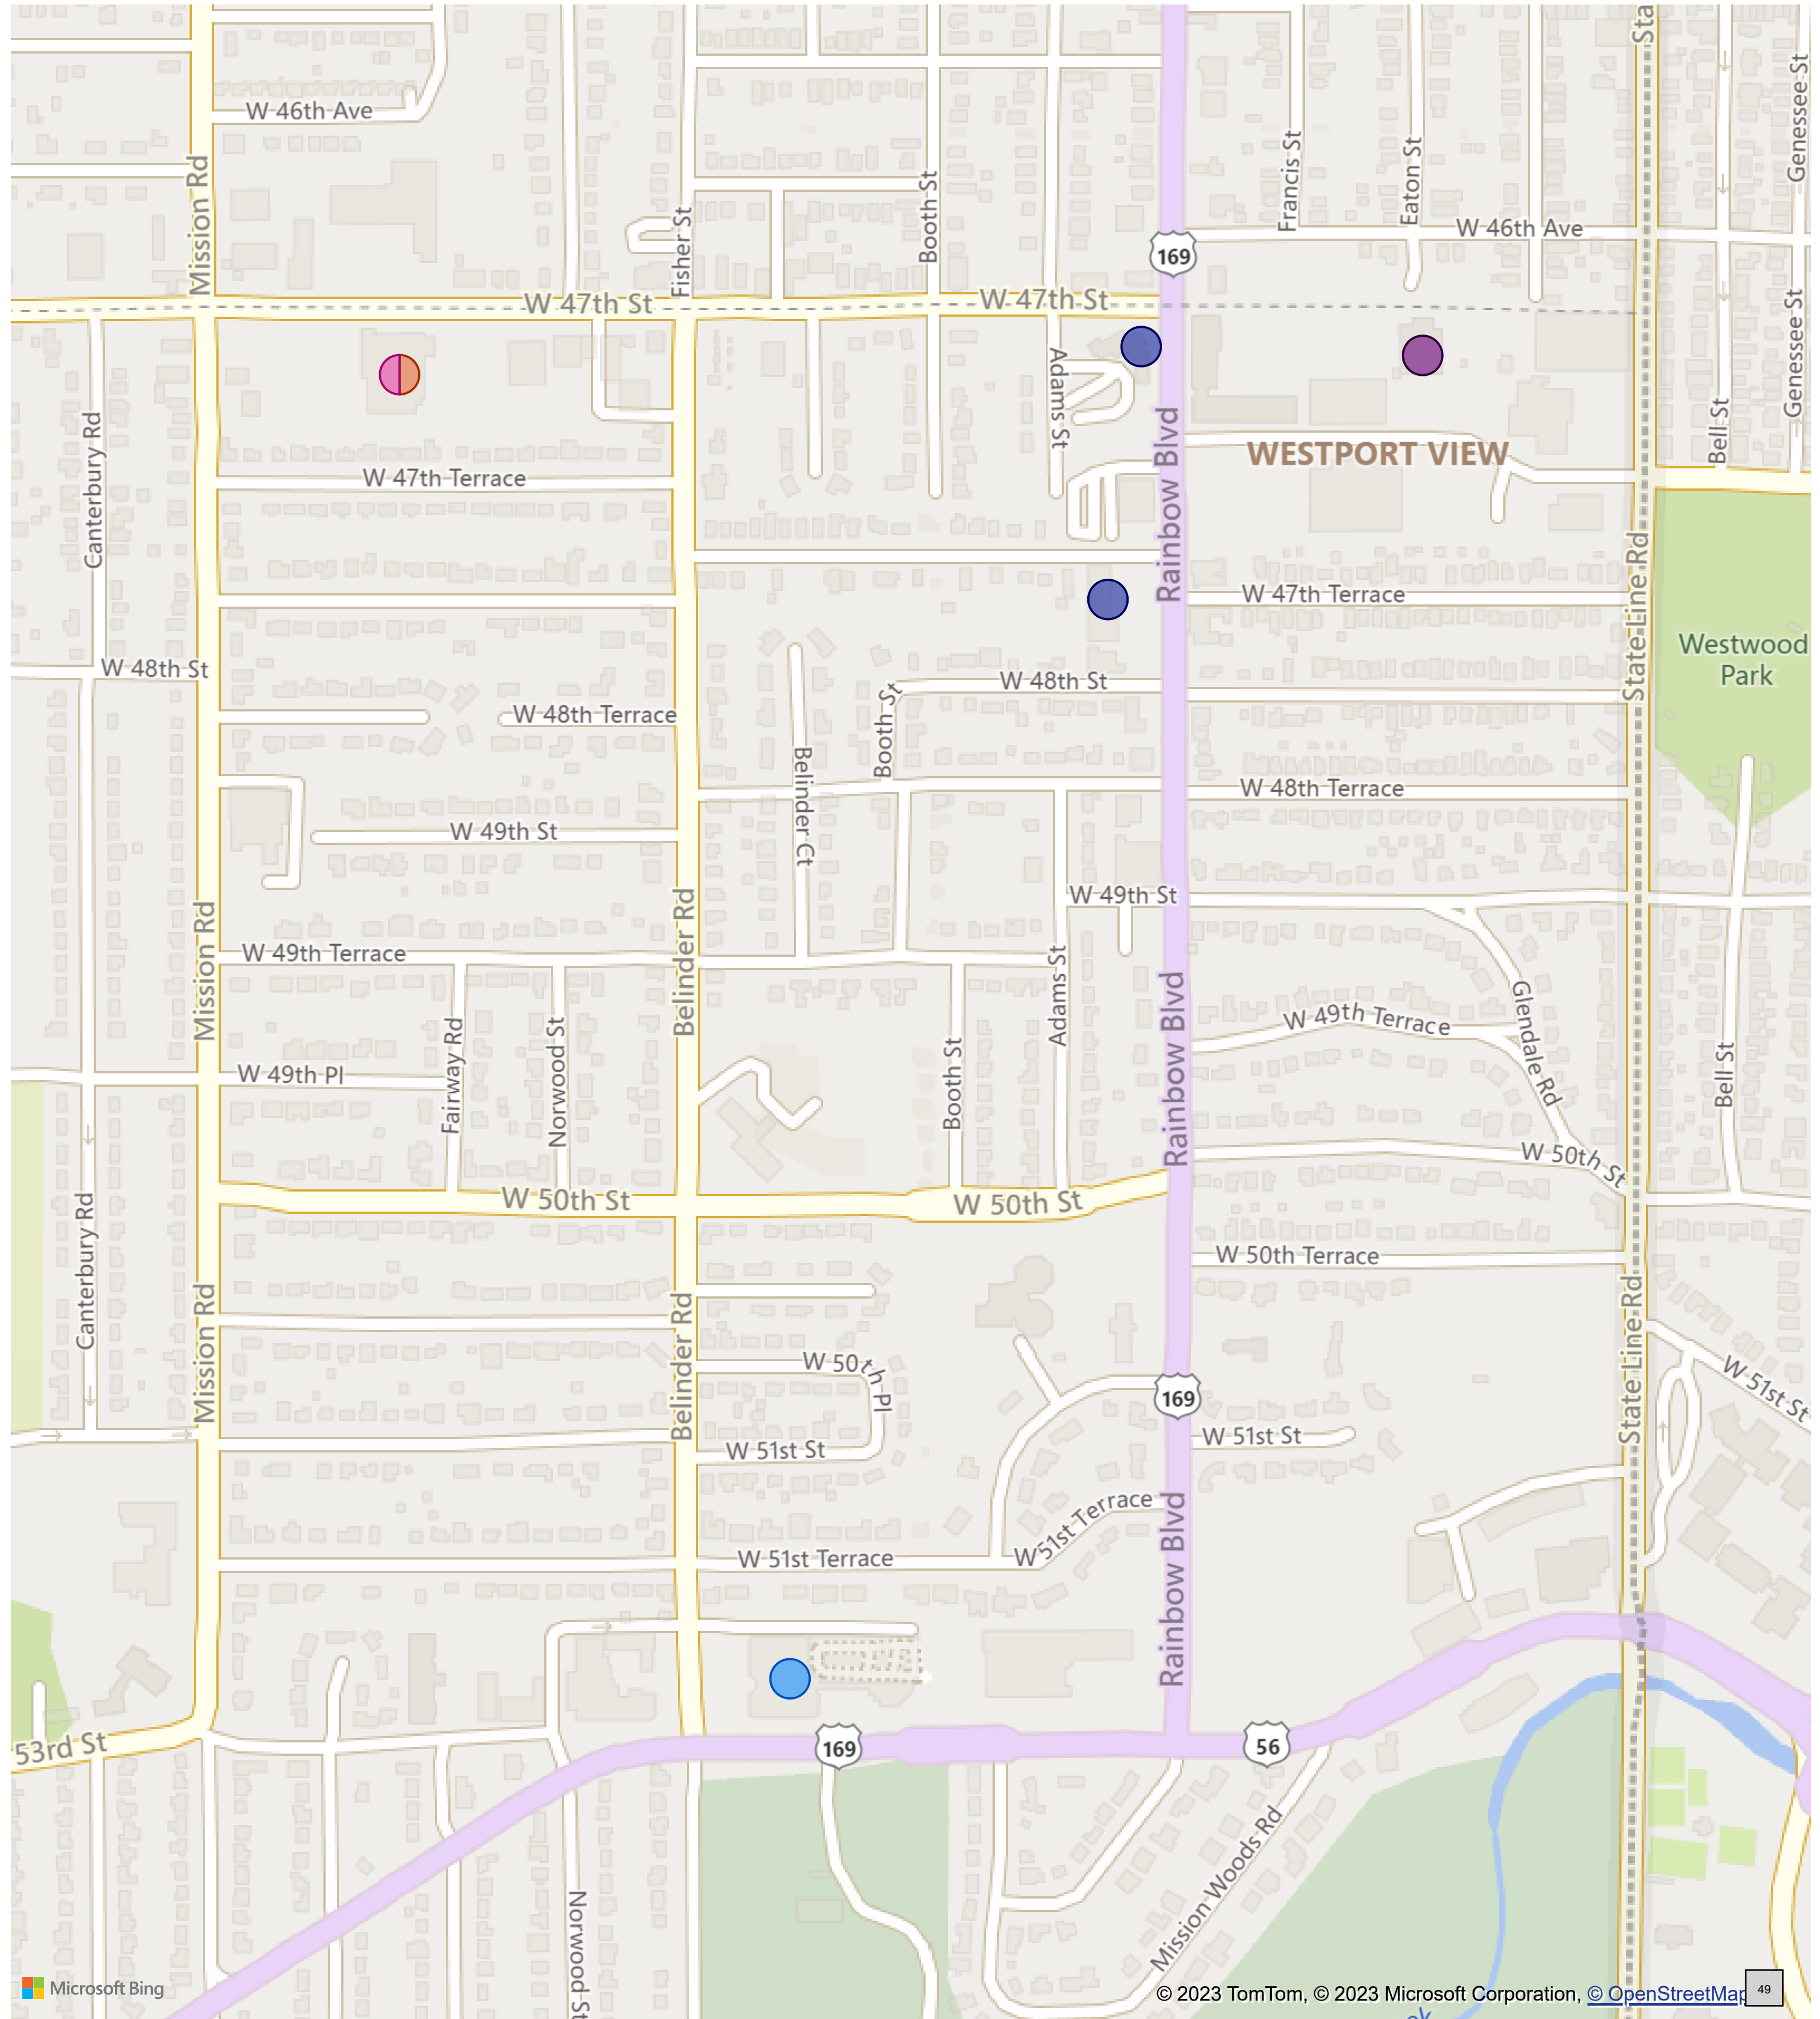 Sta
Genessee St
W 46th Ave
Mission Rd
Fisher St
Booth St
Francis St
Eaton St
W 46th Ave
169
W 47th St
W 47th St
Genessee St
Adams St
Canterbury Rd
Bell St
Rainbow Blvd
WESTPORT VIEW
W 47th Terrace
State Line Rd
W 47th Terrace
Westwood
Park
W 48th St
W 48th St
Booth St
W 48th Terrace
Belinder Ct
W 48th Terrace
W 49th St
W 49th St
Mission Rd
Belinder Rd
W 49th Terrace
Adams St
Rainbow Blvd
Glendale Rd
W 49th Terrace
Fairway Rd
Norwood St
Booth St
Bell St
W 49th Pl
W 50th St
W 50th St
W 50th St
Canterbury Rd
W 50th Terrace
Mission Rd
Belinder Rd
State Line Rd
W 50th Pl
W 51st St
169
W 51st St
W 51st St
Rainbow Blvd
W 51st Terrace
W 51st Terrace
53rd St
169
56
Mission Woods Rd
Norwood St
Microsoft Bing
© 2023 TomTom, © 2023 Microsoft Corporation, © OpenStreetMap
49